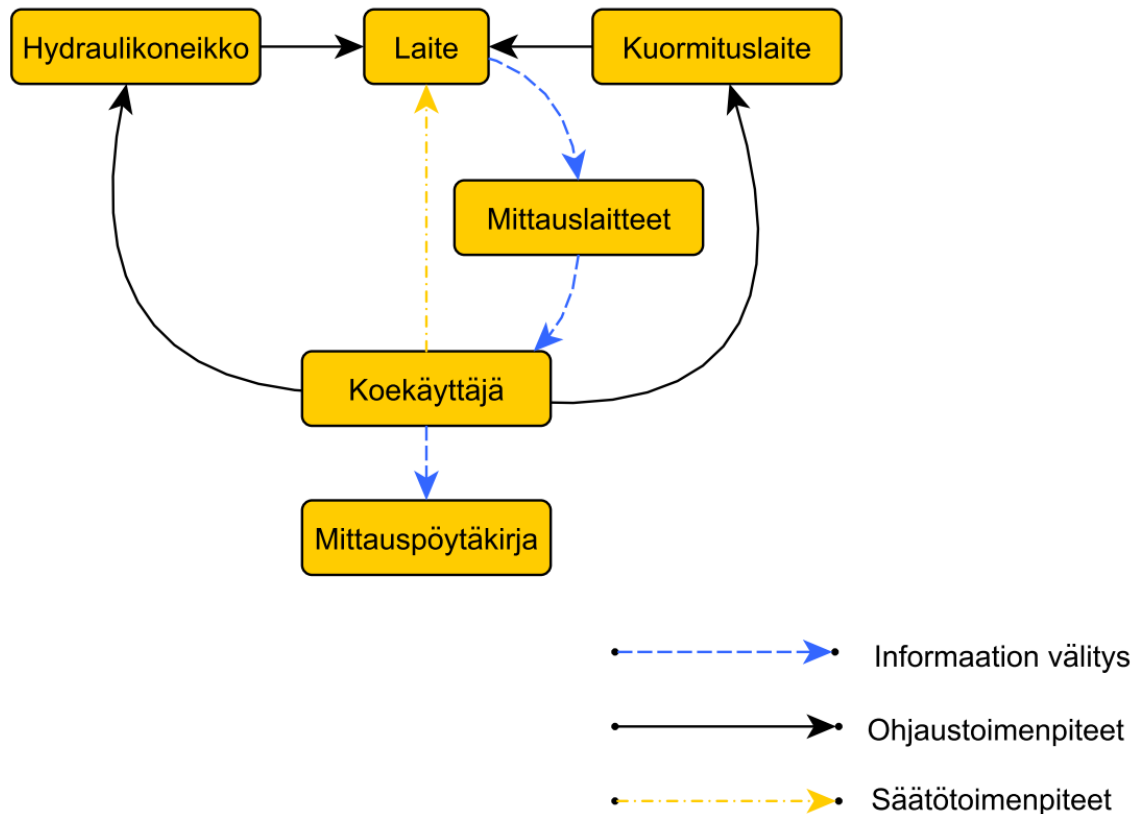 Hydraulikoneikko
Laite
Kuormituslaite
Mittauslaitteet
Koekäyttäjä
Mittauspöytäkirja
Informaation välitys
Ohjaustoimenpiteet
Säätötoimenpiteet